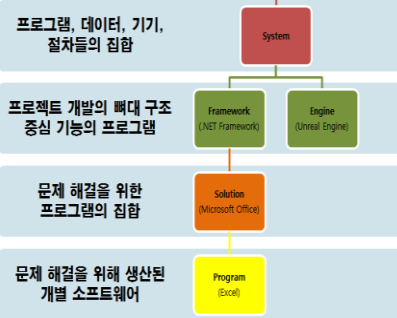 프로그램, 데이터, 기기,
절차들의 집합
System
프로젝트 개발의 뼈대 구조
중심 기능의 프로그램
Framework
(.NET Framework)
Engine
(Unreal Engine)
문제 해결을 위한
프로그램의 집합
Solution
(Microsoft Office)
문제 해결을 위해 생산된
개별 소프트웨어
Program
(Excel)